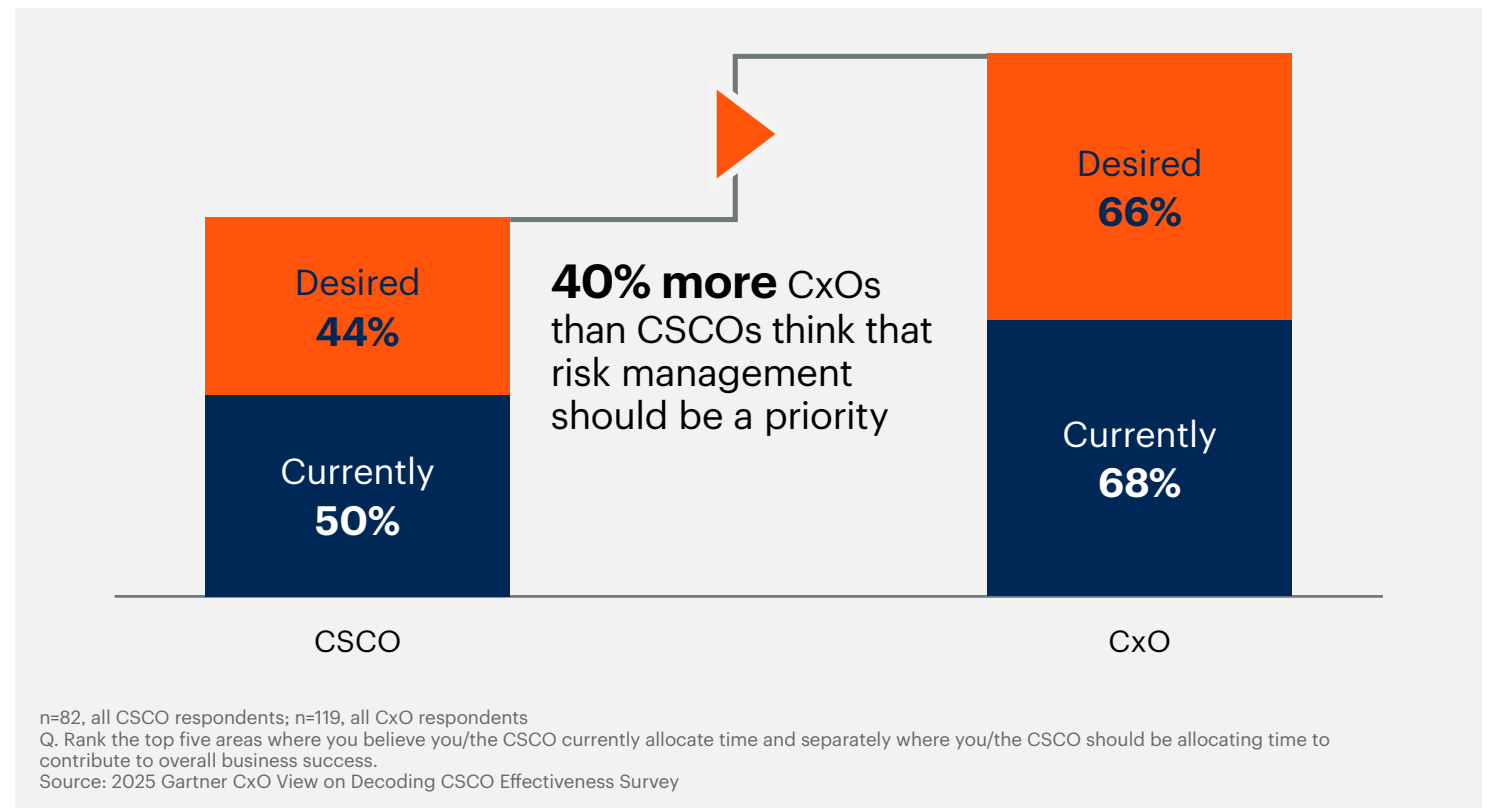 Desired
66%
Desired
44%
40% more CxOs
than CSCOs think that
risk management
should be a priority
Currently
68%
Currently
50%
CSCO
CxO
n=82, all CSCO respondents; n=119, all CxO respondents
Q. Rank the top five areas where you believe you/the CSCO currently allocate time and separately where you/the CSCO should be allocating time to
contribute to overall business success.
Source: 2025 Gartner CxO View on Decoding CSCO Effectiveness Survey